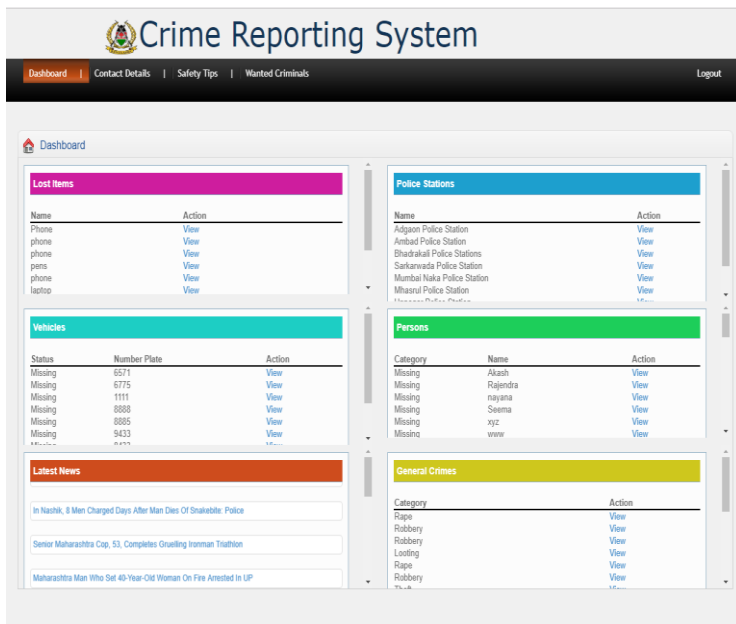 Crime Reporting System
Dashboard | Contact Details | Safety Tips | Wanted Criminals Logout
Dashboard
Lost Items
Name Action
Phone View
phone View
phone View
pens View
phone View
laptop View
Police Stations
Name Action
Adgaon Police Station View
Ambad Police Station View
Bhadrakali Police Stations View
Sarkarwada Police Station View
Mumbai Naka Police Station View
Mhasrul Police Station View
Police Station View
Vehicles
Status Number Plate Action
Missing 6571 View
Missing 6775 View
Missing 1111 View
Missing 8888 View
Missing 8885 View
Missing 9433 View
Missing View
Persons
Category Name Action
Missing Akash View
Missing Rajendra View
Missing nayana View
Missing Seema View
Missing xyz View
Missing www View
Latest News
In Nashik, 8 Men Charged Days After Man Dies Of Snakebite: Police
Senior Maharashtra Cop, 53, Completes Gruelling Ironman Triathlon
Maharashtra Man Who Set 40-Year-Old Woman On Fire Arrested In UP
General Crimes
Category Action
Rape View
Robbery View
Robbery View
Looting View
Rape View
Robbery View
Theft View